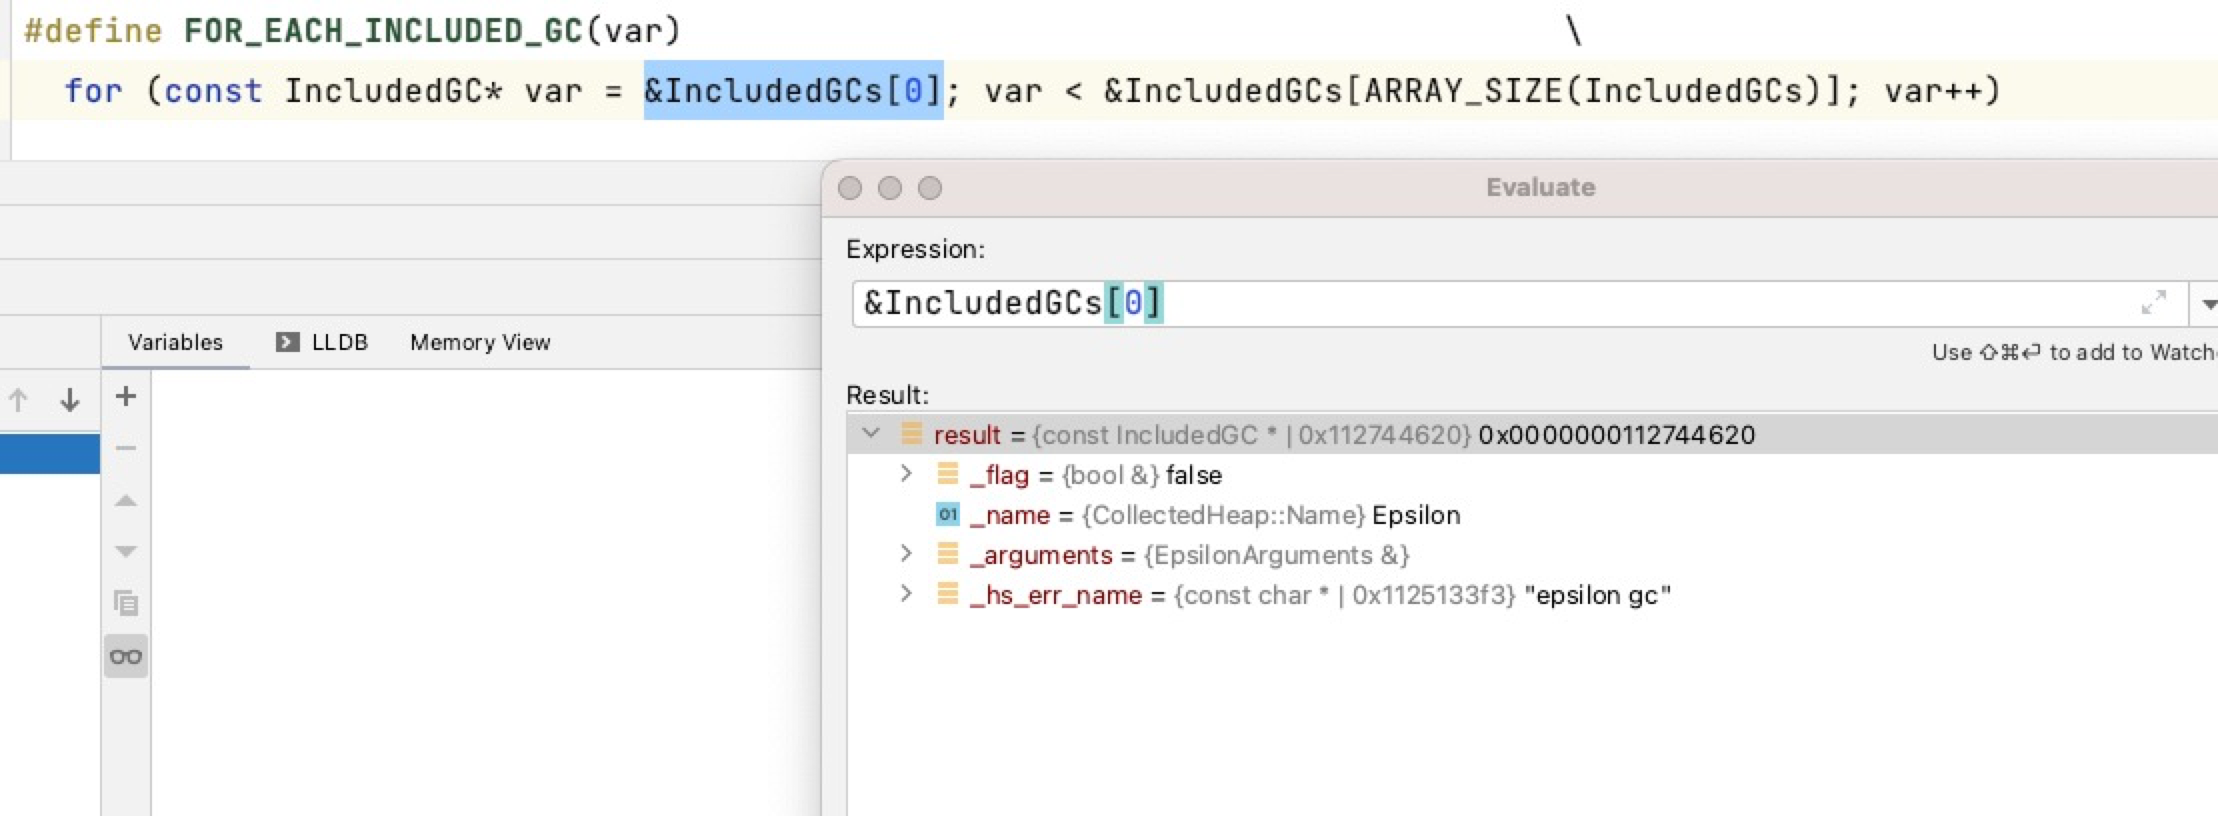 #define FOR_EACH_INCLUDED_GC(var) \
for (const IncludedGC* var = &IncludedGCs[0]; var < &IncludedGCs[ARRAY_SIZE(IncludedGCs)]; var++)
Evaluate
Expression:
&IncludedGCs[0]
Use ⇧⌘⏎ to add to Watche
Variables
LLDB
Memory View
Result:
result = {const IncludedGC * | 0x112744620} 0x0000000112744620
_flag = {bool &} false
01 _name = {CollectedHeap::Name} Epsilon
_arguments = {EpsilonArguments &}
_hs_err_name = {const char * | 0x1125133f3} "epsilon gc"